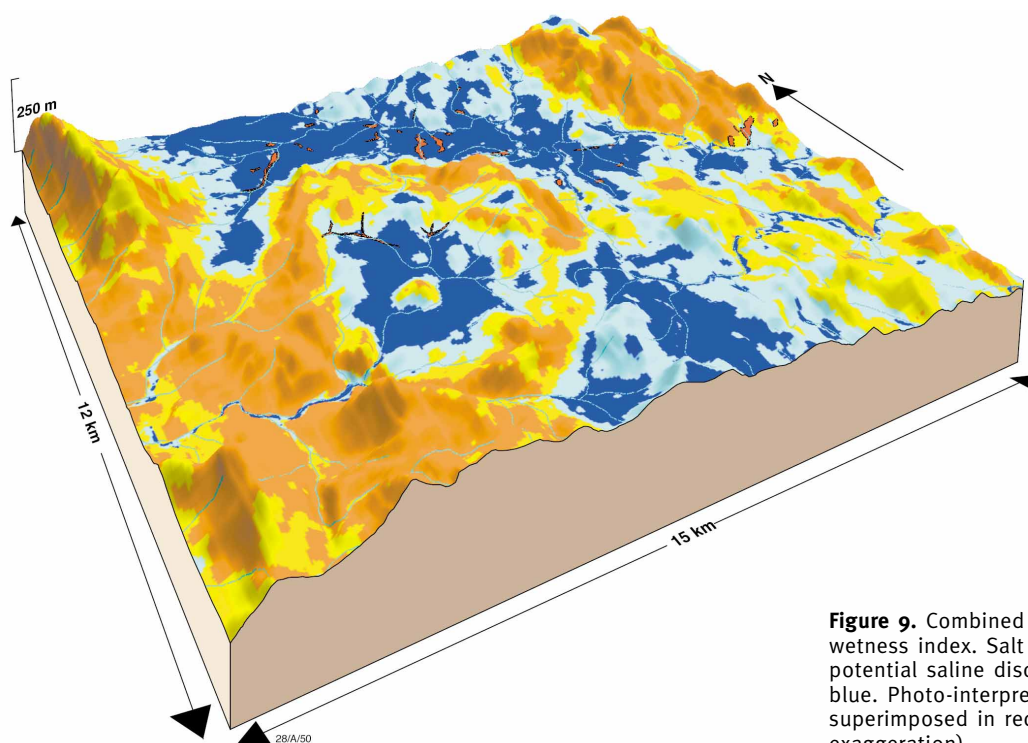 250 m
N
12 km
15 km
28/A/50
Figure 9. Combined
wetness index. Salt
potential saline disc
blue. Photo-interpre
superimposed in rec
exaggeration)